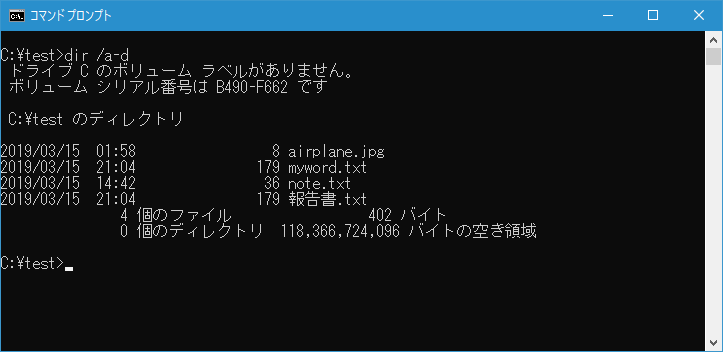 コマンドプロンプト
C:¥test>dir /a-d
ドライブ C のボリューム ラベルがありません。
ボリューム シリアル番号は B490-F662 です
C:¥test のディレクトリ
2019/03/15 01:58 8 airplane.jpg
2019/03/15 21:04 179 myword.txt
2019/03/15 14:42 36 note.txt
2019/03/15 21:04 179 報告書.txt
4 個のファイル 402 バイト
0 個のディレクトリ 118,366,724,096 バイトの空き領域
C:¥test>